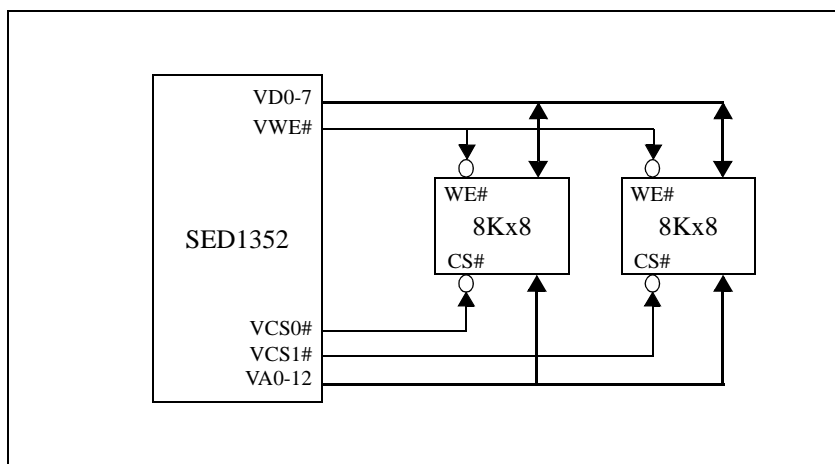 VD0-7
VWE#
SED1352
VCS0#
VCS1#
VA0-12
WE#
8Kx8
CS#
WE#
8Kx8
CS#